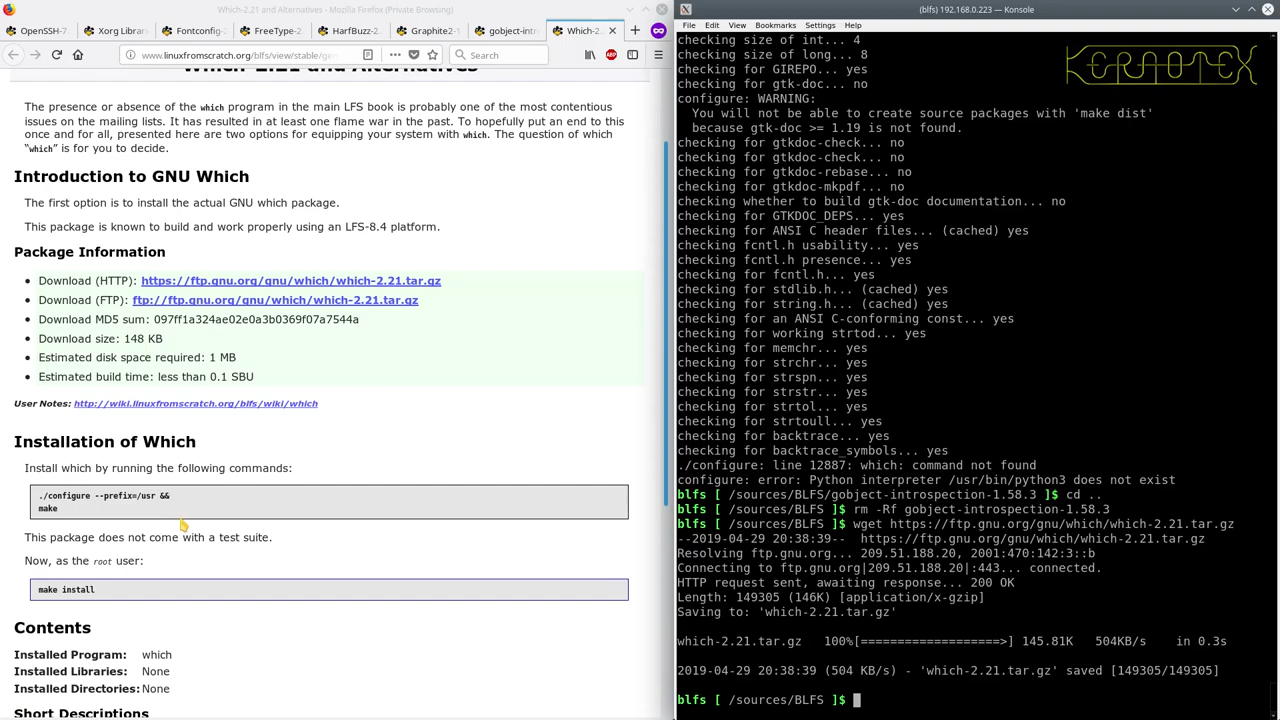 Which-2.21 and Alternatives - Mozilla Firefox (Private Browsing)
OpenSSH-7
Xorg Librar
Fontconfig-
FreeType-2
HarfBuzz-2
Graphite2-1
gobject-intr
Which-2.
www.linuxfromscratch.org/blfs/view/stable/ge
Which-2.21 and Alternatives
The presence or absence of the which program in the main LFS book is probably one of the most contentious
issues on the mailing lists. It has resulted in at least one flame war in the past. To hopefully put an end to this
once and for all, presented here are two options for equipping your system with which. The question of which
“which” is for you to decide.
Introduction to GNU Which
The first option is to install the actual GNU which package.
This package is known to build and work properly using an LFS-8.4 platform.
Package Information
Download (HTTP): https://ftp.gnu.org/gnu/which/which-2.21.tar.gz
Download (FTP): ftp://ftp.gnu.org/gnu/which/which-2.21.tar.gz
Download MD5 sum: 097ff1a324ae02e0a3b0369f07a7544a
Download size: 148 KB
Estimated disk space required: 1 MB
Estimated build time: less than 0.1 SBU
User Notes: http://wiki.linuxfromscratch.org/blfs/wiki/which
Installation of Which
Install which by running the following commands:
./configure --prefix=/usr &&
make
This package does not come with a test suite.
Now, as the root user:
make install
Contents
Installed Program: which
Installed Libraries: None
Installed Directories: None
Short Descriptions
(blfs) 192.168.0.223 — Konsole
File Edit View Bookmarks Settings Help
KERNOTEX
checking size of int... 4
checking size of long... 8
checking for GIREPO... yes
checking for gtk-doc... no
configure: WARNING:
You will not be able to create source packages with 'make dist'
because gtk-doc >= 1.19 is not found.
checking for gtkdoc-check... no
checking for gtkdoc-check... no
checking for gtkdoc-rebase... no
checking for gtkdoc-mkpdf... no
checking whether to build gtk-doc documentation... no
checking for GTKDOC_DEPS... yes
checking for ANSI C header files... (cached) yes
checking fcntl.h usability... yes
checking fcntl.h presence... yes
checking for fcntl.h... yes
checking for stdlib.h... (cached) yes
checking for string.h... (cached) yes
checking for an ANSI C-conforming const... yes
checking for working strtod... yes
checking for memchr... yes
checking for strchr... yes
checking for strspn... yes
checking for strstr... yes
checking for strtol... yes
checking for strtoull... yes
checking for backtrace... yes
checking for backtrace_symbols... yes
./configure: line 12887: which: command not found
configure: error: Python interpreter /usr/bin/python3 does not exist
blfs [ /sources/BLFS/gobject-introspection-1.58.3 ]$ cd ..
blfs [ /sources/BLFS ]$ rm -Rf gobject-introspection-1.58.3
blfs [ /sources/BLFS ]$ wget https://ftp.gnu.org/gnu/which/which-2.21.tar.gz
--2019-04-29 20:38:39-- https://ftp.gnu.org/gnu/which/which-2.21.tar.gz
Resolving ftp.gnu.org... 209.51.188.20, 2001:470:142:3::b
Connecting to ftp.gnu.org|209.51.188.20|:443... connected.
HTTP request sent, awaiting response... 200 OK
Length: 149305 (146K) [application/x-gzip]
Saving to: 'which-2.21.tar.gz'
which-2.21.tar.gz 100%[===================>] 145.81K 504KB/s in 0.3s
2019-04-29 20:38:39 (504 KB/s) - 'which-2.21.tar.gz' saved [149305/149305]
blfs [ /sources/BLFS ]$